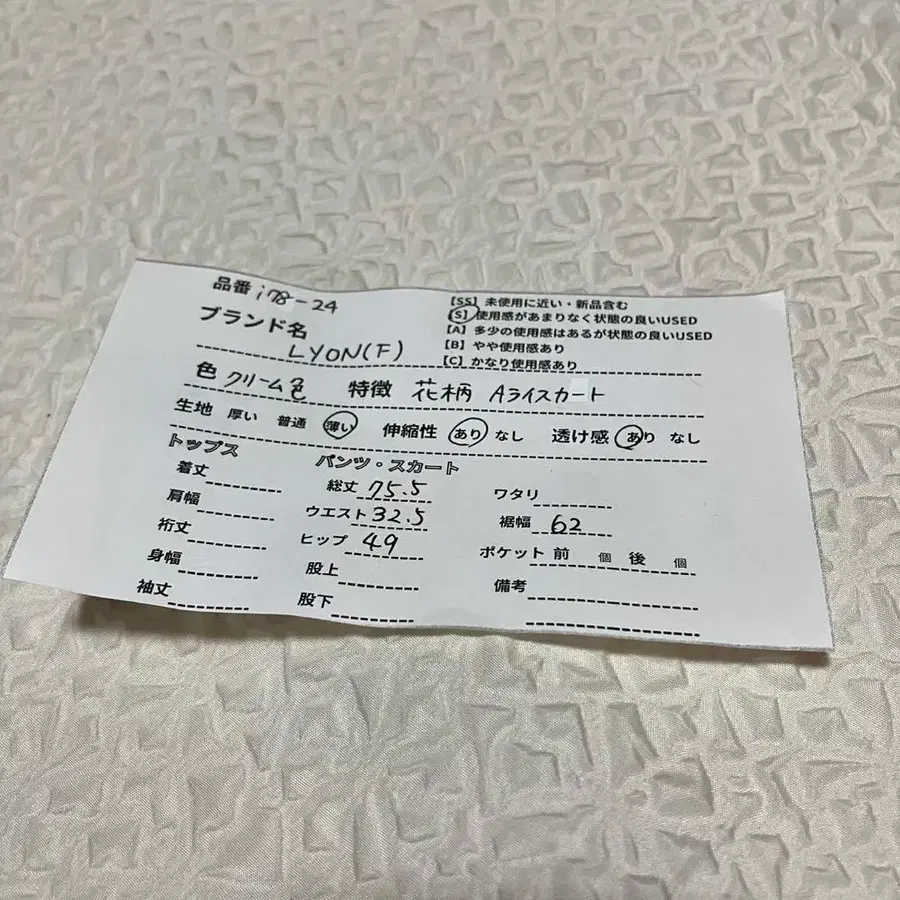 品番 i78-24
ブランド名
LYON(F)
[SS] 未使用に近い・新品含む
[S] 使用感があまりなく状態の良いUSED
[A] 多少の使用感はあるが状態の良いUSED
[B] やや使用感あり
[C] かなり使用感あり
色 クリーム色 特徴 花柄 Aライスカート
生地 厚い 普通 薄い 伸縮性 あり なし 透け感 あり なし
トップス パンツ・スカート
着丈 総丈 75.5 ワタリ
肩幅 ウエスト 32.5 裾幅 62
裄丈 ヒップ 49 ポケット 前 個 後 個
身幅 股上 備考
袖丈 股下